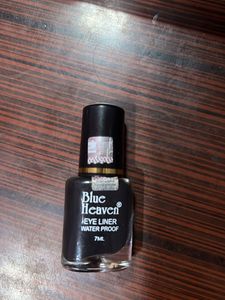 Blue
Heaven®
EYE LINER
WATER PROOF
7ML